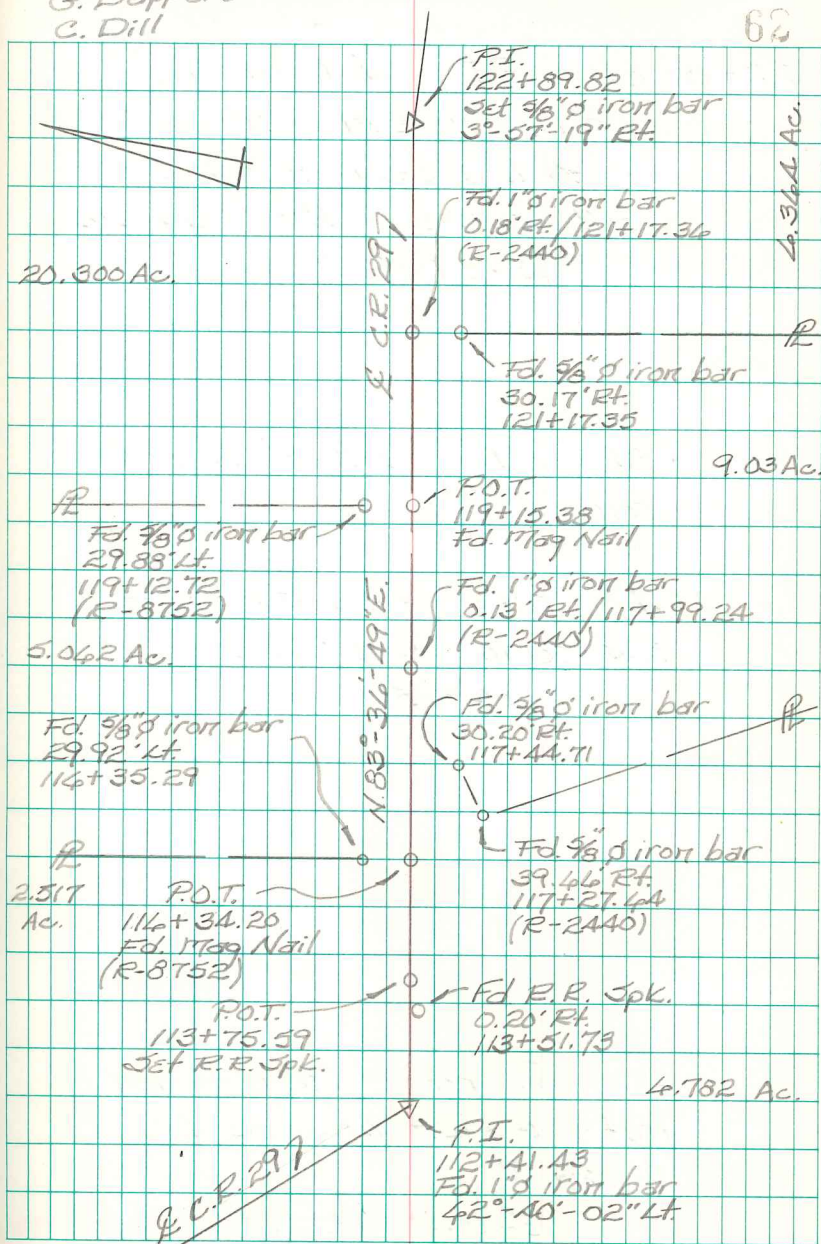 C. Dill
62
P.I.
122+89.82
Set 5/8"ø iron bar
3°-57'-19" Rt.
6.364 Ac.
Fd. 1"ø iron bar
0.18' Rt./121+17.36
(R-2440)
20.300 Ac.
℄ C.R. 297
℄
Fd. 5/8"ø iron bar
30.17' Rt.
121+17.35
9.03 Ac.
℄
P.O.T.
119+15.38
Fd. Mag Nail
Fd. 5/8"ø iron bar
29.88' Lt.
119+12.72
(R-8752)
Fd. 1"ø iron bar
0.13' Rt./117+99.24
(R-2440)
5.062 Ac.
N.83°-36'-49"E.
Fd. 5/8"ø iron bar
30.20' Rt.
117+44.71
℄
Fd. 5/8"ø iron bar
29.92' Lt.
116+35.29
Fd. 5/8"ø iron bar
39.66' Rt.
117+27.64
(R-2440)
℄
2.517
Ac.
P.O.T.
116+34.20
Fd. Mag Nail
(R-8752)
P.O.T.
113+75.59
Set R.R. Spk.
Fd R.R. Spk.
0.20' Rt.
113+51.73
6.782 Ac.
P.I.
112+41.43
Fd. 1"ø iron bar
62°-40'-02" Lt
℄ C.R. 297